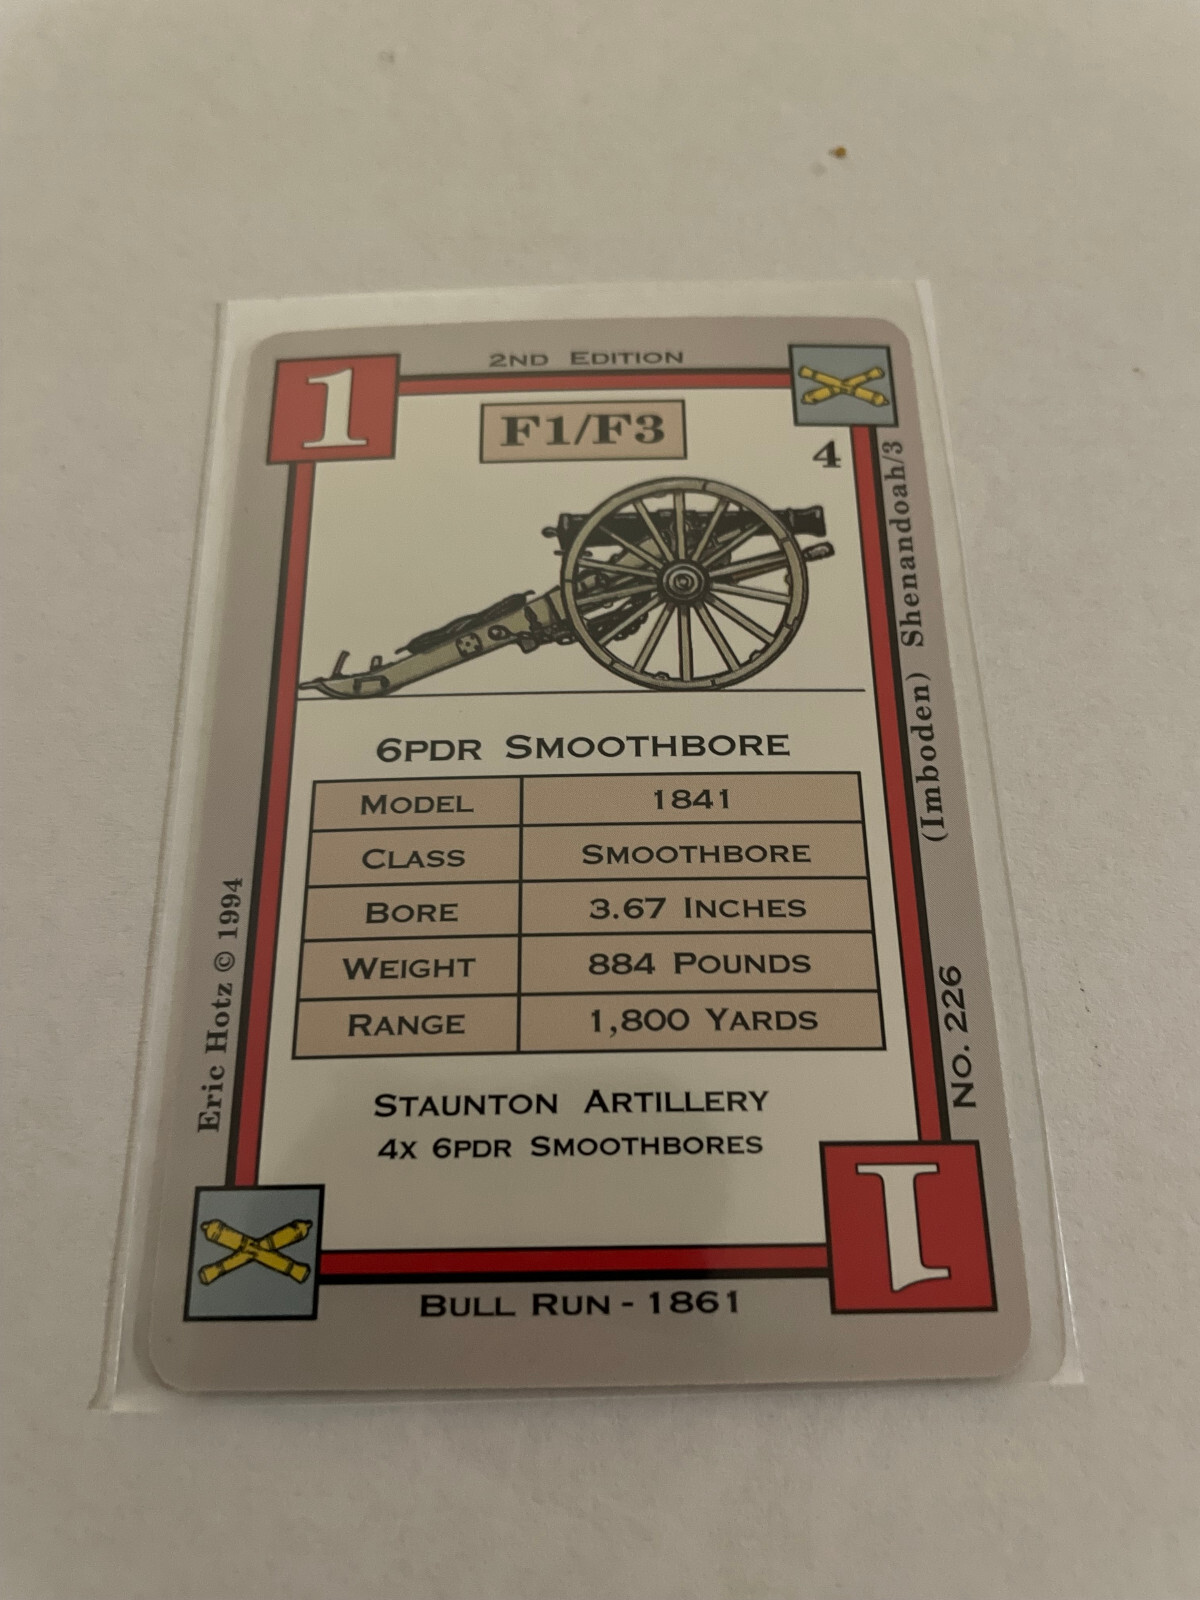 2ND EDITION
1
F1/F3
4
6PDR SMOOTHBORE
MODEL 1841
CLASS SMOOTHBORE
BORE 3.67 INCHES
WEIGHT 884 POUNDS
RANGE 1,800 YARDS
STAUNTON ARTILLERY
4X 6PDR SMOOTHBORES
1
BULL RUN - 1861
Eric Hotz © 1994
(Imboden) Shenandoah/3
NO. 226